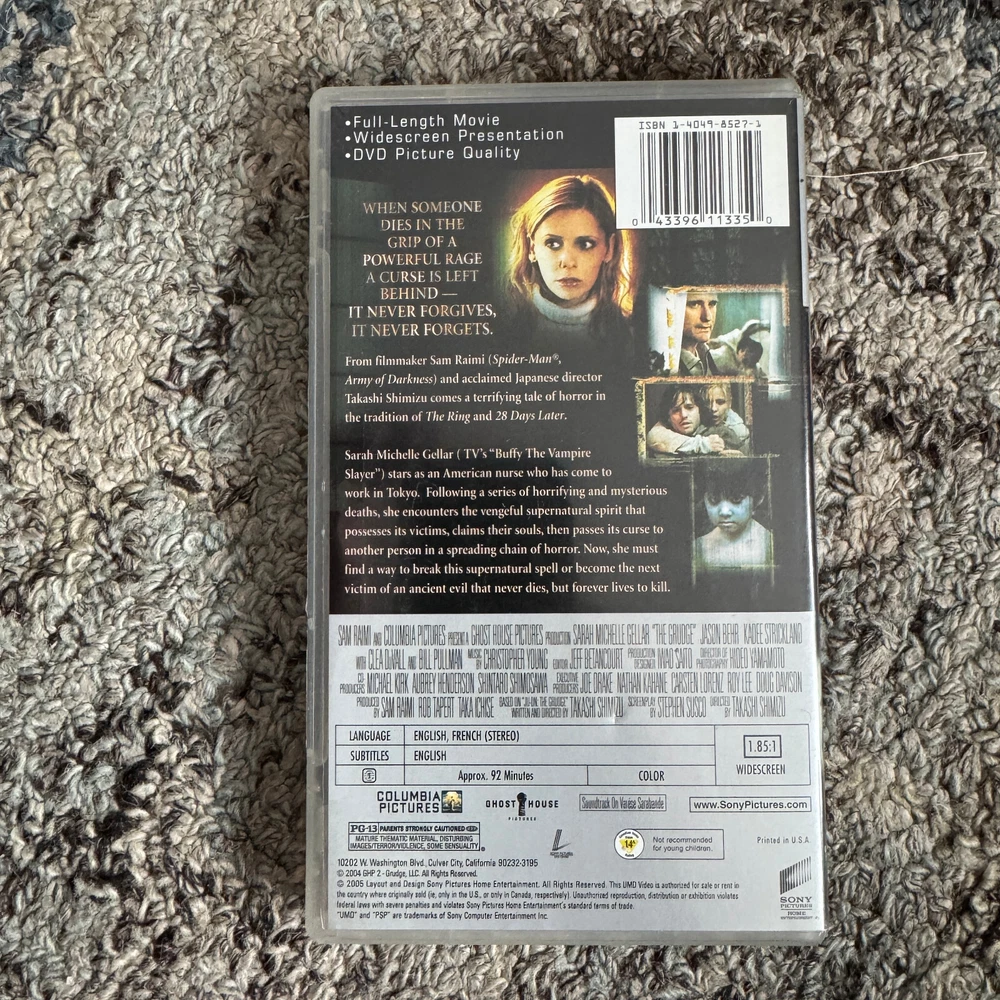 •Full-Length Movie
•Widescreen Presentation
•DVD Picture Quality
ISBN 1-4049-8527-1
0 43396 11335 0
WHEN SOMEONE
DIES IN THE
GRIP OF A
POWERFUL RAGE
A CURSE IS LEFT
BEHIND —
IT NEVER FORGIVES,
IT NEVER FORGETS.
From filmmaker Sam Raimi (Spider-Man®,
Army of Darkness) and acclaimed Japanese director
Takashi Shimizu comes a terrifying tale of horror in
the tradition of The Ring and 28 Days Later.
Sarah Michelle Gellar ( TV's "Buffy The Vampire
Slayer") stars as an American nurse who has come to
work in Tokyo. Following a series of horrifying and mysterious
deaths, she encounters the vengeful supernatural spirit that
possesses its victims, claims their souls, then passes its curse to
another person in a spreading chain of horror. Now, she must
find a way to break this supernatural spell or become the next
victim of an ancient evil that never dies, but forever lives to kill.
SAM RAIMI AND COLUMBIA PICTURES PRESENT A GHOST HOUSE PICTURES PRODUCTION SARAH MICHELLE GELLAR "THE GRUDGE" JASON BEHR KADEE STRICKLAND
WITH CLEA DUVALL AND BILL PULLMAN MUSIC BY CHRISTOPHER YOUNG EDITOR JEFF BETANCOURT PRODUCTION DESIGNER IWAO SAITO DIRECTOR OF PHOTOGRAPHY HIDEO YAMAMOTO
CO-PRODUCERS MICHAEL KIRK AUBREY HENDERSON SHINTARO SHIMOSAWA EXECUTIVE PRODUCERS JOE DRAKE NATHAN KAHANE CARSTEN LORENZ ROY LEE DOUG DAVISON
PRODUCED BY SAM RAIMI ROB TAPERT TAKA ICHISE BASED ON "JU-ON: THE GRUDGE" WRITTEN AND DIRECTED BY TAKASHI SHIMIZU SCREENPLAY BY STEPHEN SUSCO DIRECTED BY TAKASHI SHIMIZU
LANGUAGE ENGLISH, FRENCH (STEREO)
SUBTITLES ENGLISH
Approx. 92 Minutes COLOR
1.85:1
WIDESCREEN
COLUMBIA
PICTURES
GHOST HOUSE
PICTURES
Soundtrack On Varèse Sarabande
www.SonyPictures.com
PG-13 PARENTS STRONGLY CAUTIONED
MATURE THEMATIC MATERIAL, DISTURBING
IMAGES/TERROR/VIOLENCE, SOME SENSUALITY
14
Not recommended
for young children.
Printed in U.S.A.
10202 W. Washington Blvd., Culver City, California 90232-3195
© 2004 GHP 2 - Grudge, LLC. All Rights Reserved.
© 2005 Layout and Design Sony Pictures Home Entertainment. All Rights Reserved. This UMD Video is authorized for sale or rent in
the country where originally sold (ie, only in the U.S., or only in Canada, respectively). Unauthorized reproduction, distribution or exhibition violates
federal laws with severe penalties and violates Sony Pictures Home Entertainment's standard terms of trade.
"UMD" and "PSP" are trademarks of Sony Computer Entertainment Inc.
SONY
PICTURES
HOME
ENTERTAINMENT